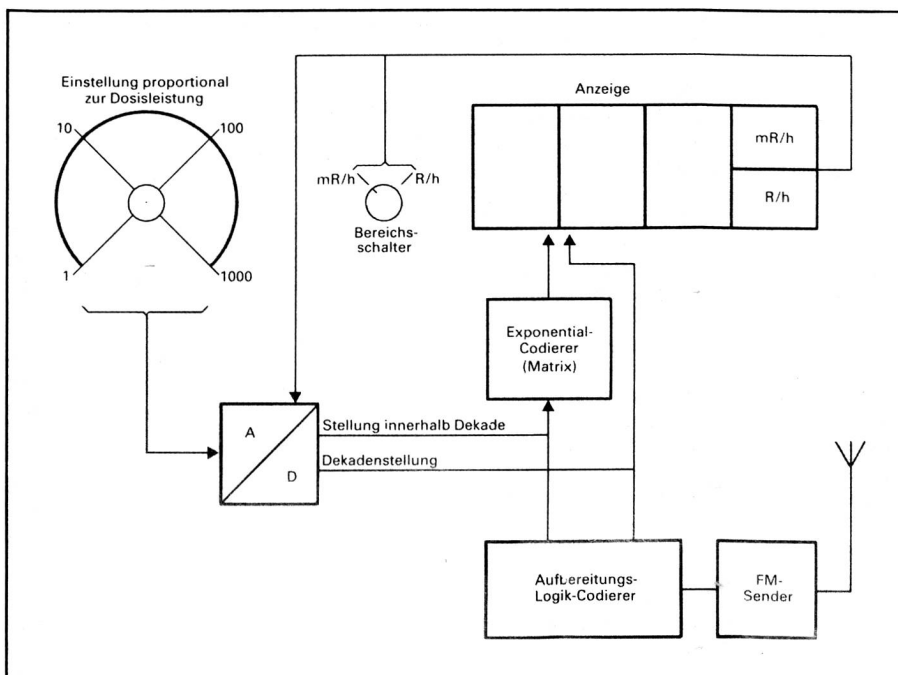 Einstellung proportional
zur Dosisleistung
10
100
1
1000
mR/h
R/h
Bereichs-
schalter
Anzeige
mR/h
R/h
Exponential-
Codierer
(Matrix)
A
D
Stellung innerhalb Dekade
Dekadenstellung
Aufbereitungs-
Logik-Codierer
FM-
Sender